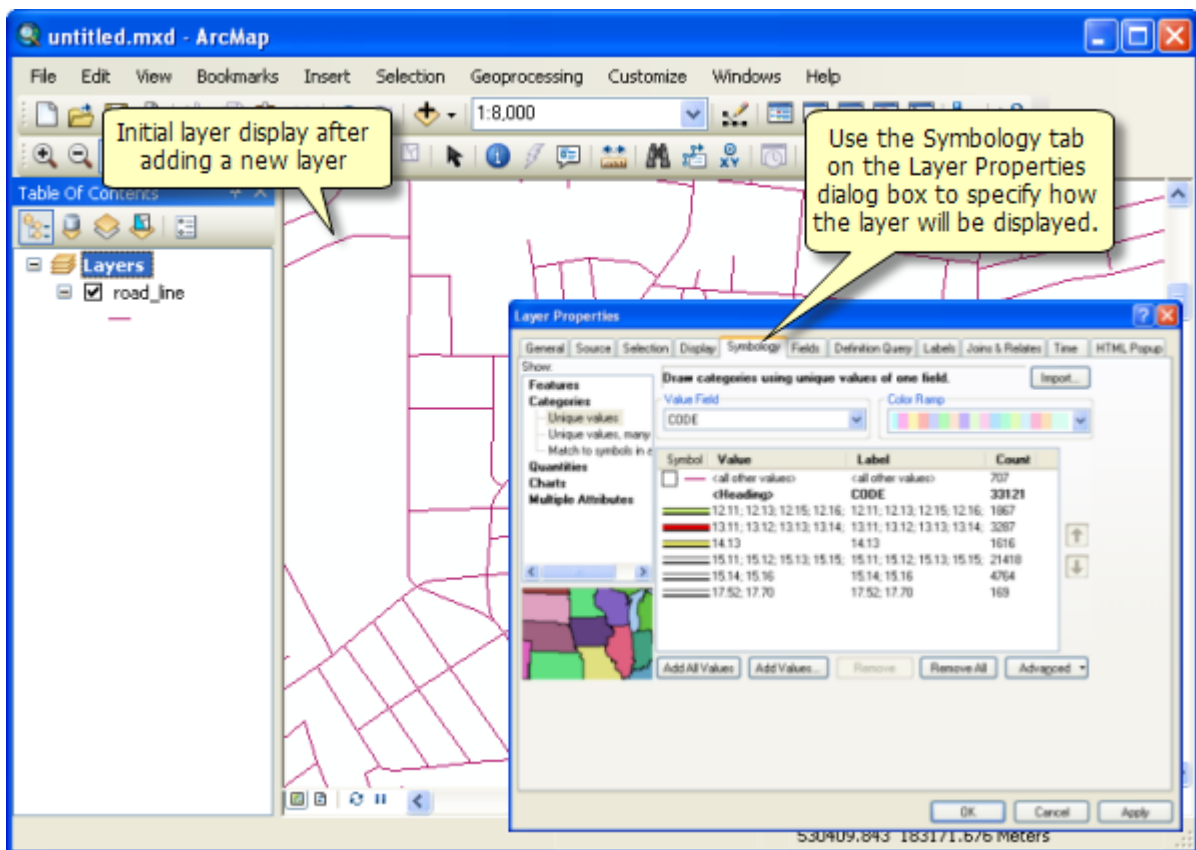 untitled.mxd - ArcMap
File Edit View Bookmarks Insert Selection Geoprocessing Customize Windows Help
1:8,000
Initial layer display after
adding a new layer
Use the Symbology tab
on the Layer Properties
dialog box to specify how
the layer will be displayed.
Table Of Contents
Layers
road_line
Layer Properties
General Source Selection Display Symbology Fields Definition Query Labels Joins & Relates Time HTML Popup
Show:
Features
Categories
Unique values
Unique values, many
Match to symbols in a
Quantities
Charts
Multiple Attributes
Draw categories using unique values of one field.
Import...
Value Field
Color Ramp
CODE
Symbol Value Label Count
<all other values> <all other values> 707
<Heading> CODE 33121
12.11; 12.13; 12.15; 12.16; 12.11; 12.13; 12.15; 12.16; 1867
13.11; 13.12; 13.13; 13.14; 13.11; 13.12; 13.13; 13.14; 3287
14.13 14.13 1616
15.11; 15.12; 15.13; 15.15; 15.11; 15.12; 15.13; 15.15; 21418
15.14; 15.16 15.14; 15.16 4764
17.52; 17.70 17.52; 17.70 169
Add All Values Add Values... Remove Remove All Advanced
OK Cancel Apply
530409.843 183171.676 Meters